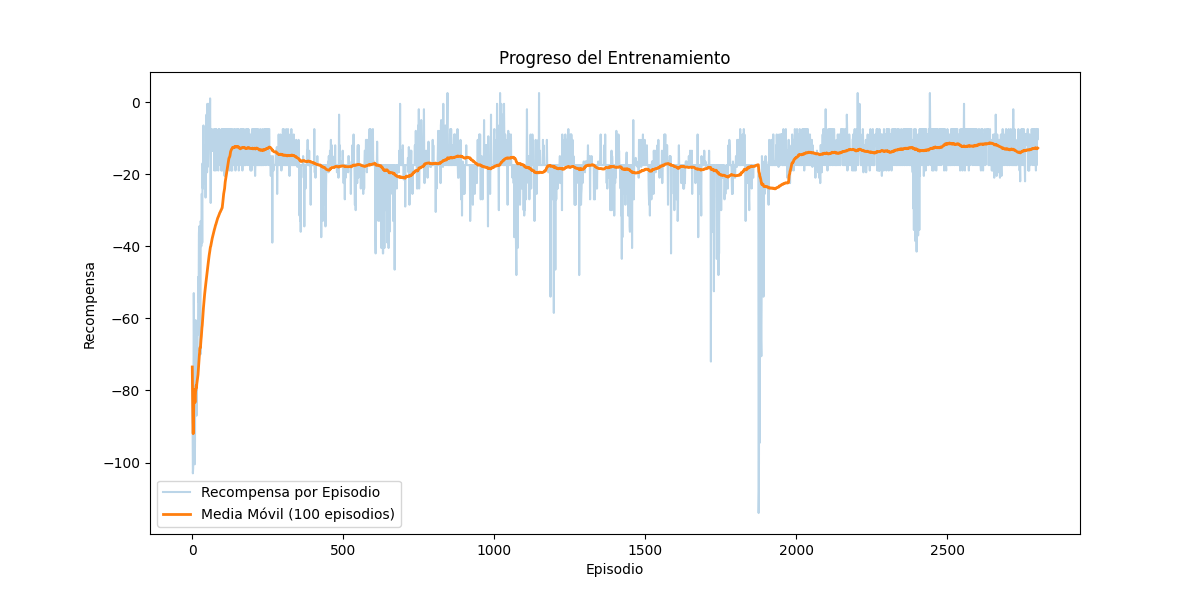 Progreso del Entrenamiento
Recompensa
0
−20
−40
−60
−80
−100
Recompensa por Episodio
Media Móvil (100 episodios)
0 500 1000 1500 2000 2500
Episodio